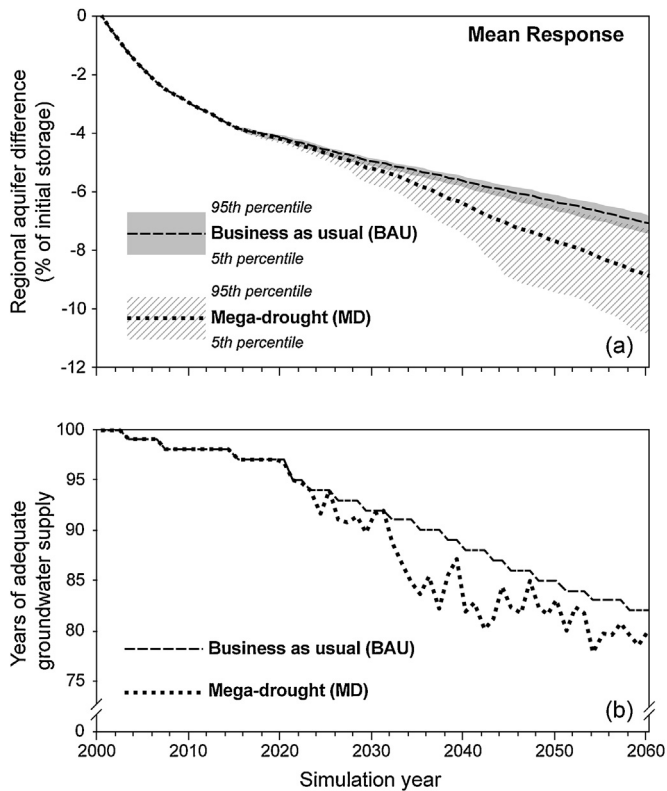 Mean Response
Regional aquifer difference
(% of initial storage)
0
-2
-4
-6
-8
-10
-12
95th percentile
Business as usual (BAU)
5th percentile
95th percentile
Mega-drought (MD)
5th percentile
(a)
Years of adequate
groundwater supply
100
95
90
85
80
75
0
Business as usual (BAU)
Mega-drought (MD)
(b)
2000 2010 2020 2030 2040 2050 2060
Simulation year